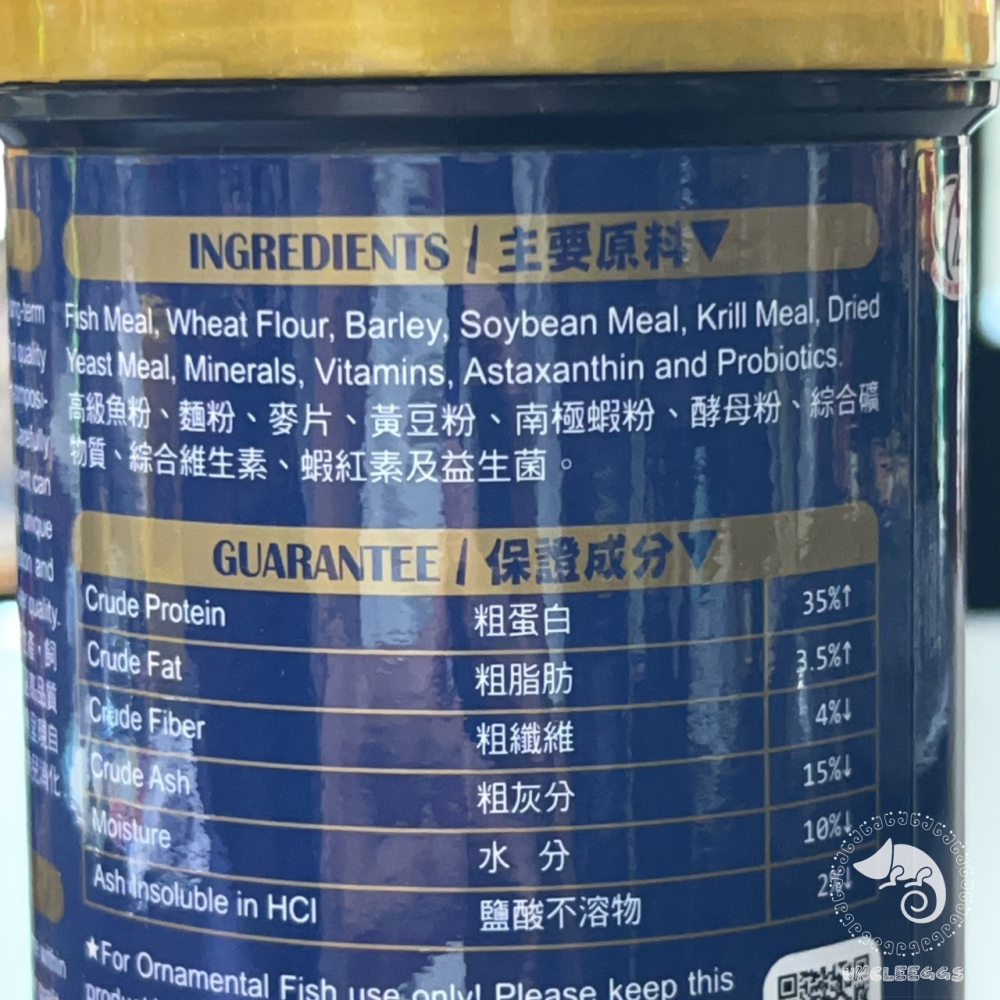 INGREDIENTS / 主要原料▼
Fish Meal, Wheat Flour, Barley, Soybean Meal, Krill Meal, Dried
Yeast Meal, Minerals, Vitamins, Astaxanthin and Probiotics.
高級魚粉、麵粉、麥片、黃豆粉、南極蝦粉、酵母粉、綜合礦
物質、綜合維生素、蝦紅素及益生菌。
GUARANTEE / 保證成分▼
Crude Protein 粗蛋白 35%↑
Crude Fat 粗脂肪 3.5%↑
Crude Fiber 粗纖維 4%↓
Crude Ash 粗灰分 15%↓
Moisture 水 分 10%↓
Ash Insoluble in HCl 鹽酸不溶物
★For Ornamental Fish use only! Please keep this
quality
unique
and
quality.
UNCLEEGGS